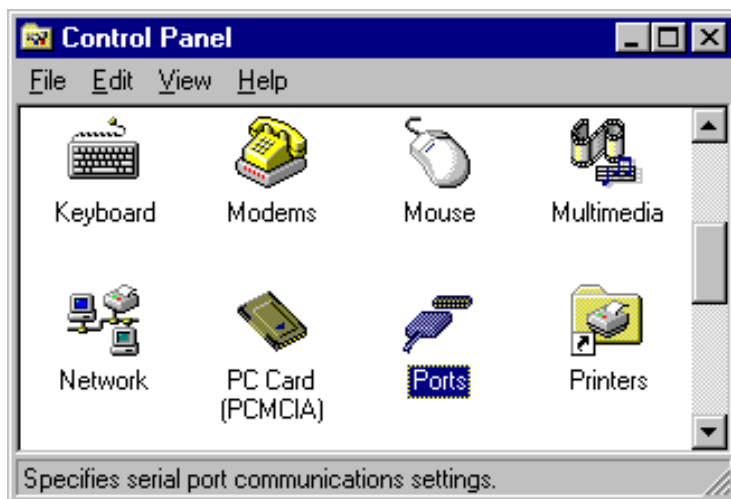 Control Panel
File Edit View Help
Keyboard Modems Mouse Multimedia
Network PC Card (PCMCIA) Ports Printers
Specifies serial port communications settings.